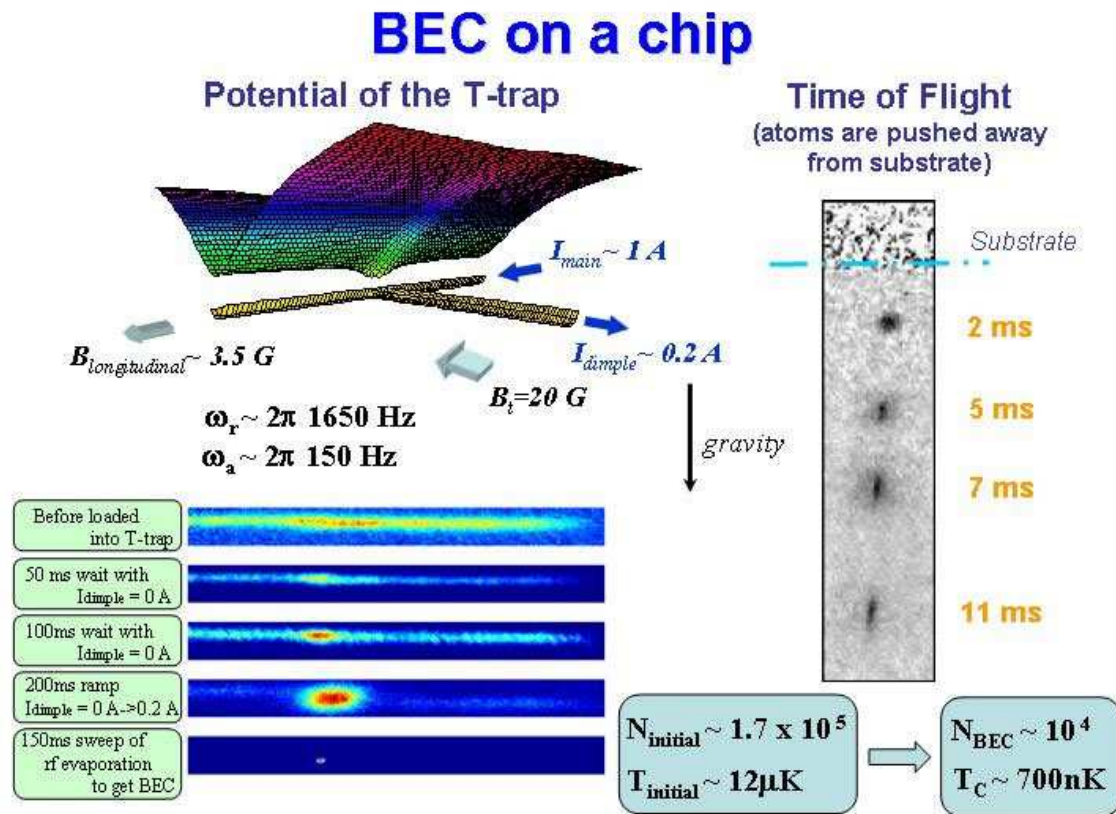 BEC on a chip
Potential of the T-trap
Time of Flight
(atoms are pushed away
from substrate)
Substrate
I_main ~ 1 A
B_longitudinal ~ 3.5 G
I_dimple ~ 0.2 A
B_t=20 G
ω_r ~ 2π 1650 Hz
ω_a ~ 2π 150 Hz
gravity
2 ms
5 ms
7 ms
11 ms
Before loaded
into T-trap
50 ms wait with
Idimple = 0 A
100ms wait with
Idimple = 0A
200ms ramp
Idimple = 0 A->0.2 A
150ms sweep of
rf evaporation
to get BEC
N_initial ~ 1.7 x 10^5
T_initial ~ 12μK
N_BEC ~ 10^4
T_C ~ 700nK